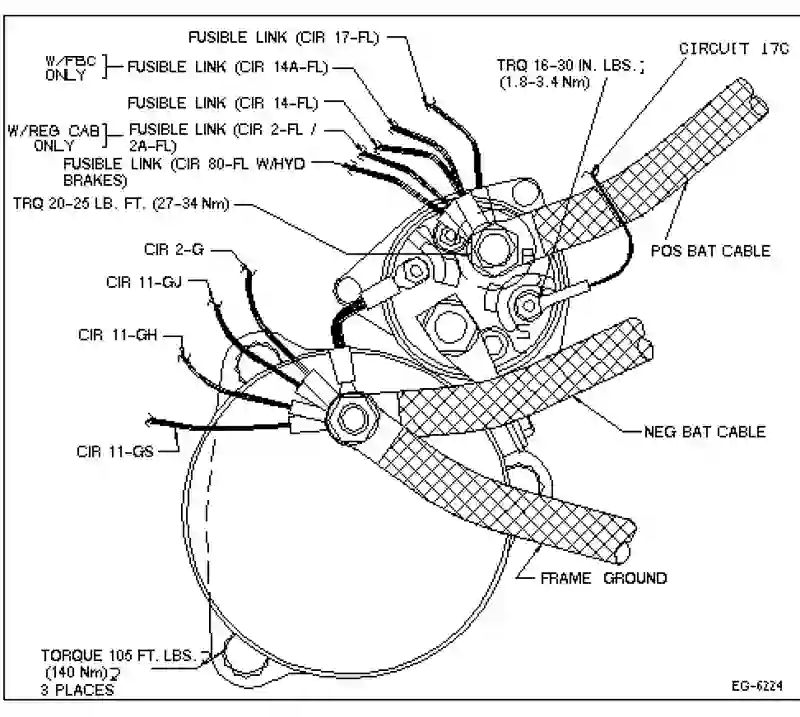 FUSIBLE LINK (CIR 17-FL)
CIRCUIT 17C
W/FBC
ONLY
FUSIBLE LINK (CIR 14A-FL)
TRQ 16-30 IN. LBS.
(1.8-3.4 Nm)
FUSIBLE LINK (CIR 14-FL)
W/REG CAB
ONLY
FUSIBLE LINK (CIR 2-FL /
2A-FL)
FUSIBLE LINK (CIR 80-FL W/HYD
BRAKES)
TRQ 20-25 LB. FT. (27-34 Nm)
CIR 2-G
B
POS BAT CABLE
CIR 11-GJ
S
CIR 11-GH
NEG BAT CABLE
CIR 11-GS
FRAME GROUND
TORQUE 105 FT. LBS.
(140 Nm)
3 PLACES
EG-6224